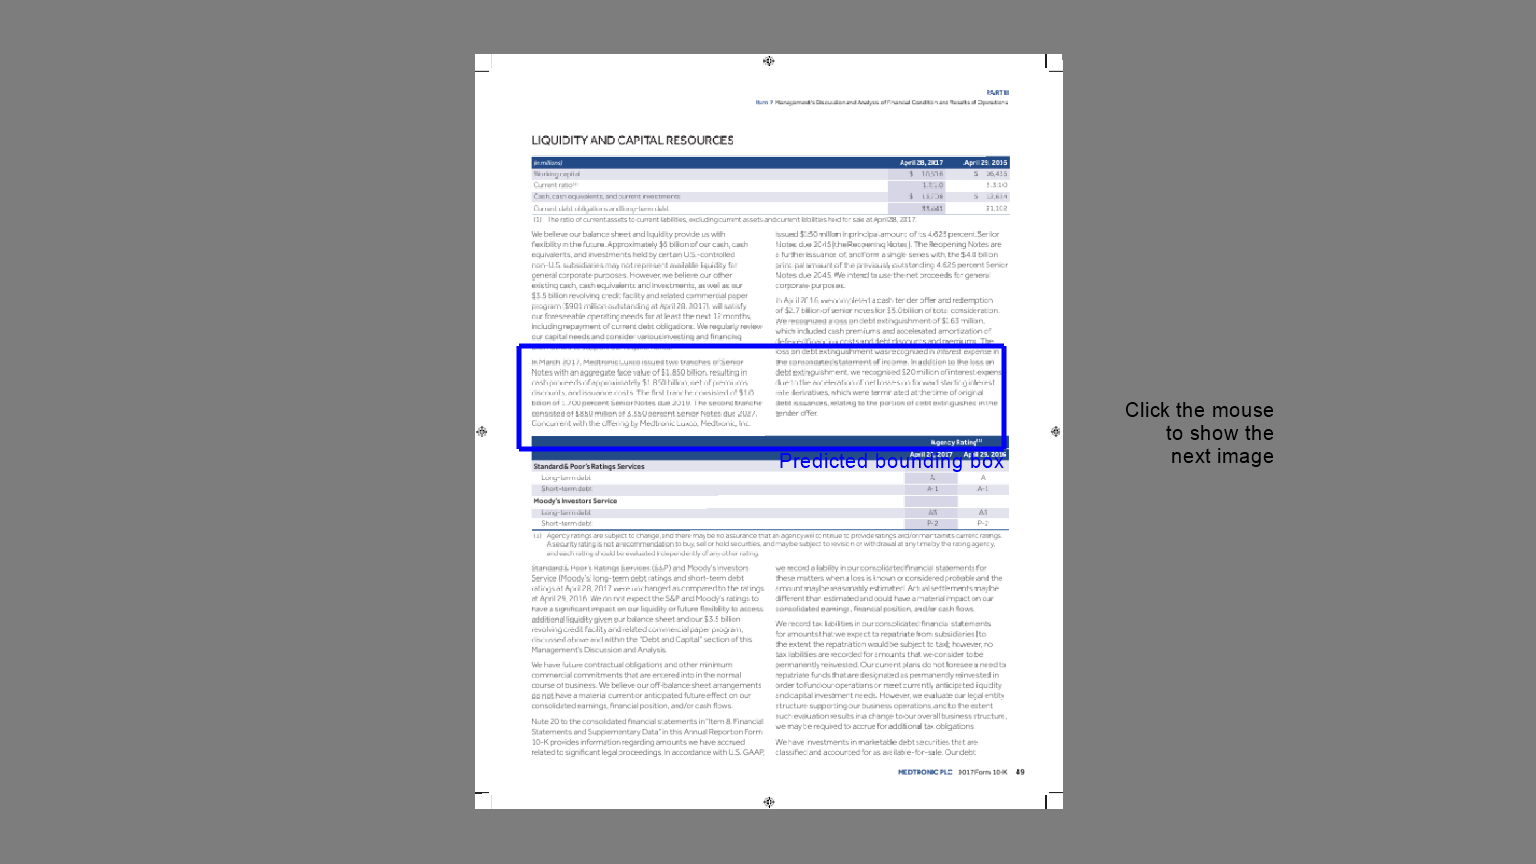 PART II
Item 7 Management's Discussion and Analysis of Financial Condition and Results of Operations
LIQUIDITY AND CAPITAL RESOURCES
(in millions) April 28, 2017 April 29, 2016
Working capital $ $
Current ratio(1)
Cash, cash equivalents, and current investments $ $
Current debt obligations and long-term debt
(1) The ratio of current assets to current liabilities, excluding current assets and current liabilities held for sale at April 28, 2017.
We believe our balance sheet and liquidity provide us with
flexibility in the future. Approximately $6 billion of our cash, cash
equivalents, and investments held by certain U.S.-controlled
non-U.S. subsidiaries may not represent available liquidity for
general corporate purposes. However, we believe our other
existing cash, cash equivalents and investments, as well as our
$3.5 billion revolving credit facility and related commercial paper
program ($901 million outstanding at April 28, 2017), will satisfy
our foreseeable operating needs for at least the next 12 months,
including repayment of current debt obligations. We regularly review
our capital needs and consider various investing and financing
In March 2017, Medtronic Luxco issued two tranches of Senior
Notes with an aggregate face value of $1.850 billion, resulting in
cash proceeds of approximately $1.850 billion, net of premiums,
discounts, and issuance costs. The first tranche consisted of $1.0
billion of 1.700 percent Senior Notes due 2019. The second tranche
consisted of $850 million of 3.350 percent Senior Notes due 2027.
Concurrent with the offering by Medtronic Luxco, Medtronic, Inc.
issued $150 million in principal amount of its 4.625 percent Senior
Notes due 2045 (the Reopening Notes). The Reopening Notes are
a further issuance of, and form a single series with, the $4.0 billion
principal amount of the previously outstanding 4.625 percent Senior
Notes due 2045. We intend to use the net proceeds for general
corporate purposes.
In April 2016, we completed a cash tender offer and redemption
of $2.7 billion of senior notes for $3.0 billion of total consideration.
We recognized a loss on debt extinguishment of $163 million,
which included cash premiums and accelerated amortization of
deferred financing costs and debt discounts and premiums. The
loss on debt extinguishment was recognized in interest expense in
the consolidated statement of income. In addition to the loss on
debt extinguishment, we recognized $20 million of interest expense
due to the acceleration of net losses on forward starting interest
rate derivatives, which were terminated at the time of original
debt issuances, relating to the portion of debt extinguished in the
tender offer.
Agency Rating(1)
April 28, 2017 April 29, 2016
Predicted bounding box
Standard & Poor's Ratings Services
Long-term debt A A
Short-term debt A-1 A-1
Moody's Investors Service
Long-term debt A3 A3
Short-term debt P-2 P-2
(1) Agency ratings are subject to change, and there may be no assurance that an agency will continue to provide ratings and/or maintain its current ratings.
A security rating is not a recommendation to buy, sell or hold securities, and may be subject to revision or withdrawal at any time by the rating agency,
and each rating should be evaluated independently of any other rating.
Standard & Poor's Ratings Services (S&P) and Moody's Investors
Service (Moody's) long-term debt ratings and short-term debt
ratings at April 28, 2017 were unchanged as compared to the ratings
at April 29, 2016. We do not expect the S&P and Moody's ratings to
have a significant impact on our liquidity or future flexibility to access
additional liquidity given our balance sheet and our $3.5 billion
revolving credit facility and related commercial paper program,
discussed above and within the "Debt and Capital" section of this
Management's Discussion and Analysis.
We have future contractual obligations and other minimum
commercial commitments that are entered into in the normal
course of business. We believe our off-balance sheet arrangements
do not have a material current or anticipated future effect on our
consolidated earnings, financial position, and/or cash flows.
Note 20 to the consolidated financial statements in "Item 8. Financial
Statements and Supplementary Data" in this Annual Report on Form
10-K provides information regarding amounts we have accrued
related to significant legal proceedings. In accordance with U.S. GAAP,
we record a liability in our consolidated financial statements for
these matters when a loss is known or considered probable and the
amount may be reasonably estimated. Actual settlements may be
different than estimated and could have a material impact on our
consolidated earnings, financial position, and/or cash flows.
We record tax liabilities in our consolidated financial statements
for amounts that we expect to repatriate from subsidiaries (to
the extent the repatriation would be subject to tax); however, no
tax liabilities are recorded for amounts that we consider to be
permanently reinvested. Our current plans do not foresee a need to
repatriate funds that are designated as permanently reinvested in
order to fund our operations or meet currently anticipated liquidity
and capital investment needs. However, we evaluate our legal entity
structure supporting our business operations, and to the extent
such evaluation results in a change to our overall business structure,
we may be required to accrue for additional tax obligations.
We have investments in marketable debt securities that are
classified and accounted for as available-for-sale. Our debt
MEDTRONIC PLC 2017 Form 10-K 49
Click the mouse
to show the
next image